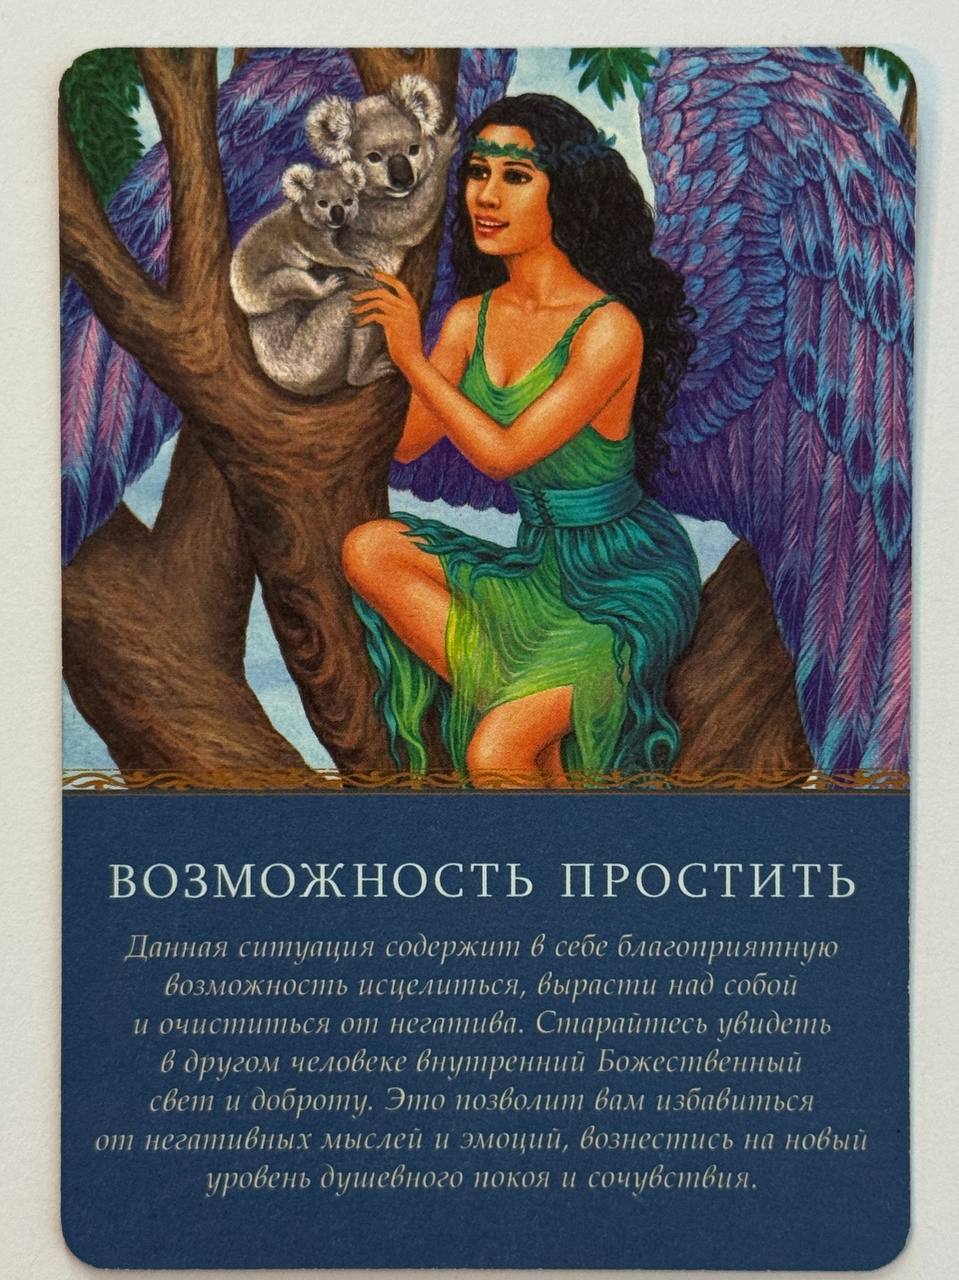 ВОЗМОЖНОСТЬ ПРОСТИТЬ
Данная ситуация содержит в себе благоприятную
возможность исцелиться, вырасти над собой
и очиститься от негатива. Старайтесь увидеть
в другом человеке внутренний Божественный
свет и доброту. Это позволит вам избавиться
от негативных мыслей и эмоций, вознестись на новый
уровень душевного покоя и сочувствия.